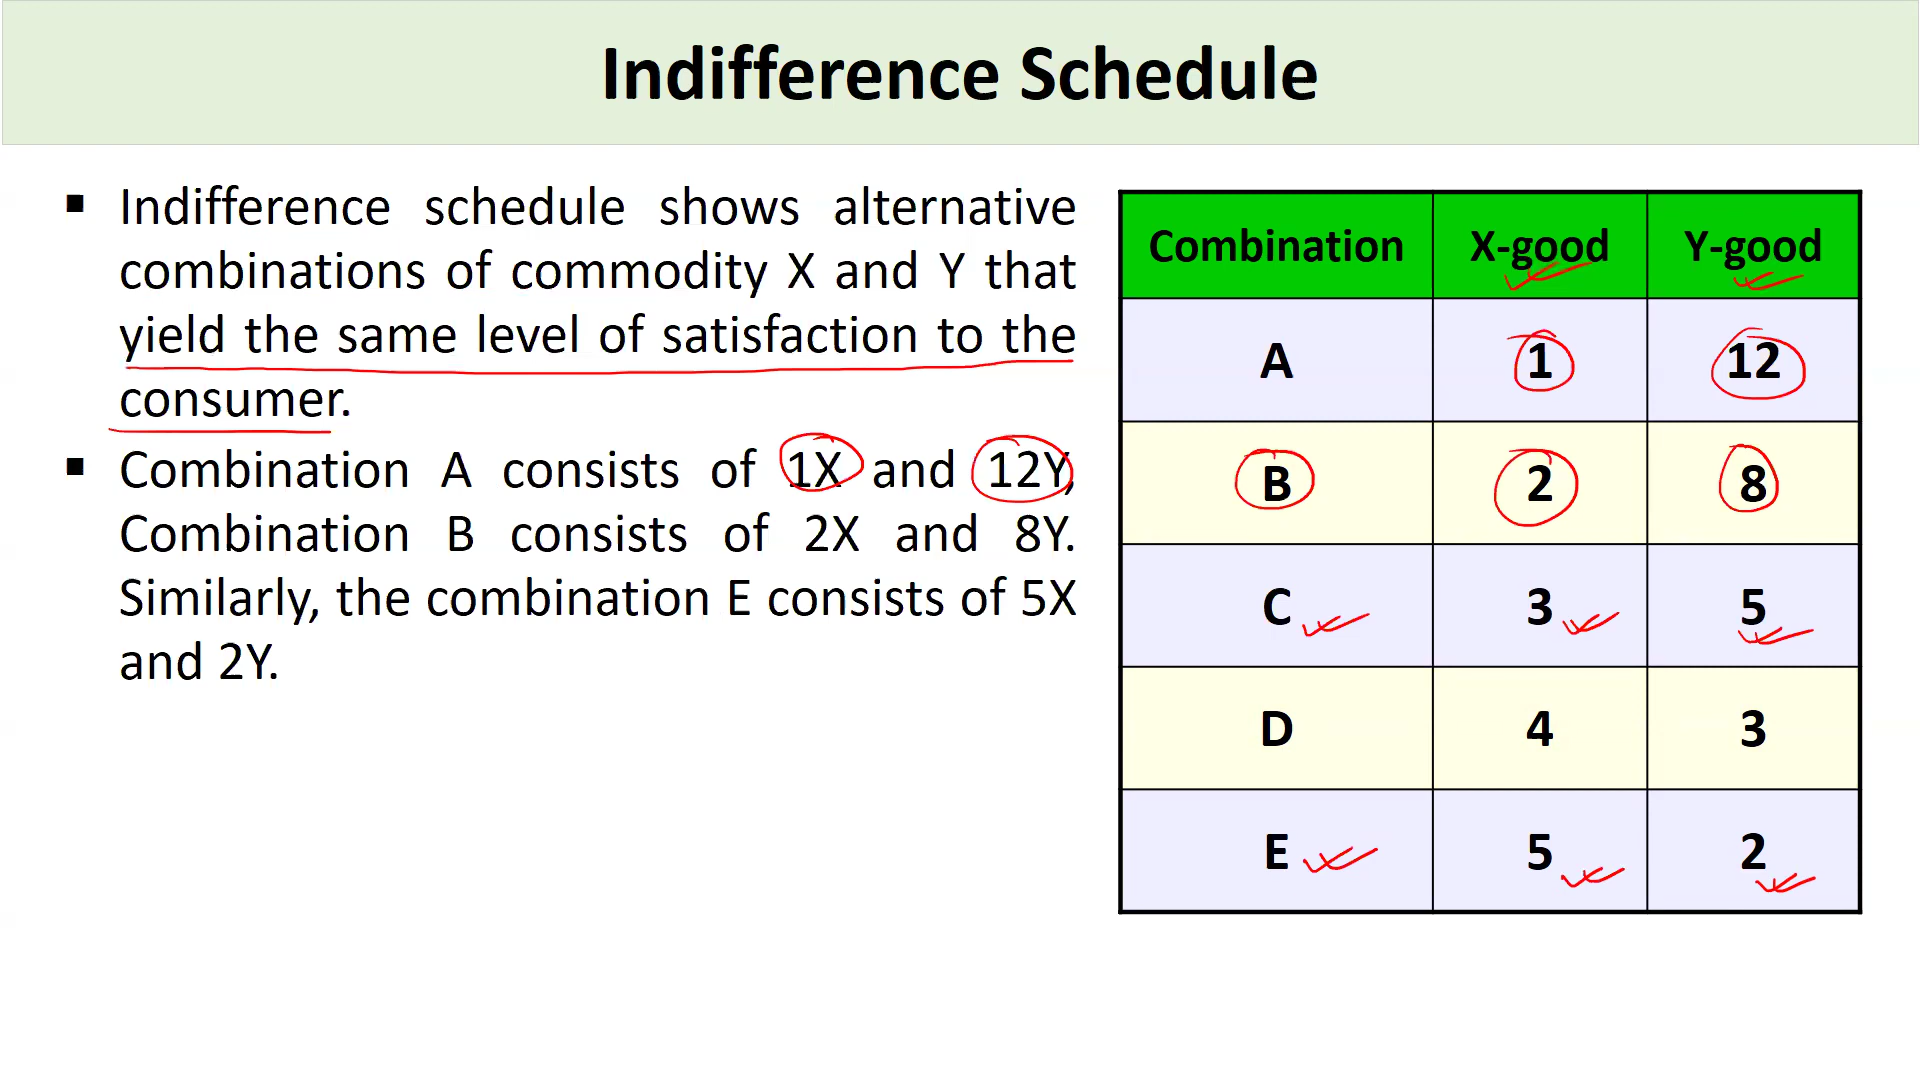 Indifference Schedule
▪ Indifference schedule shows alternative
combinations of commodity X and Y that
yield the same level of satisfaction to the
consumer.
▪ Combination A consists of 1X and 12Y,
Combination B consists of 2X and 8Y.
Similarly, the combination E consists of 5X
and 2Y.
Combination X-good Y-good
A 1 12
B 2 8
C 3 5
D 4 3
E 5 2